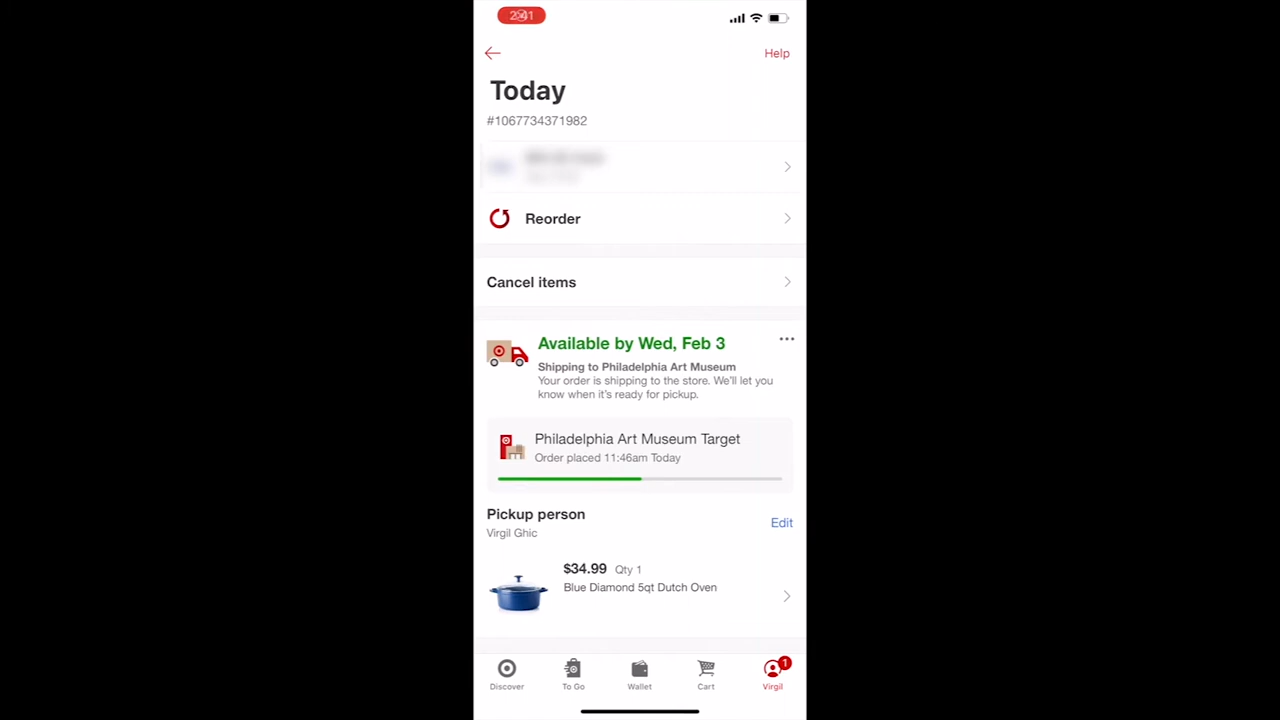 2:41
Help
Today
#1067734371982
Reorder
Cancel items
Available by Wed, Feb 3
Shipping to Philadelphia Art Museum
Your order is shipping to the store. We'll let you
know when it's ready for pickup.
Philadelphia Art Museum Target
Order placed 11:46am Today
Pickup person
Edit
Virgil Ghic
$34.99 Qty 1
Blue Diamond 5qt Dutch Oven
1
Discover To Go Wallet Cart Virgil